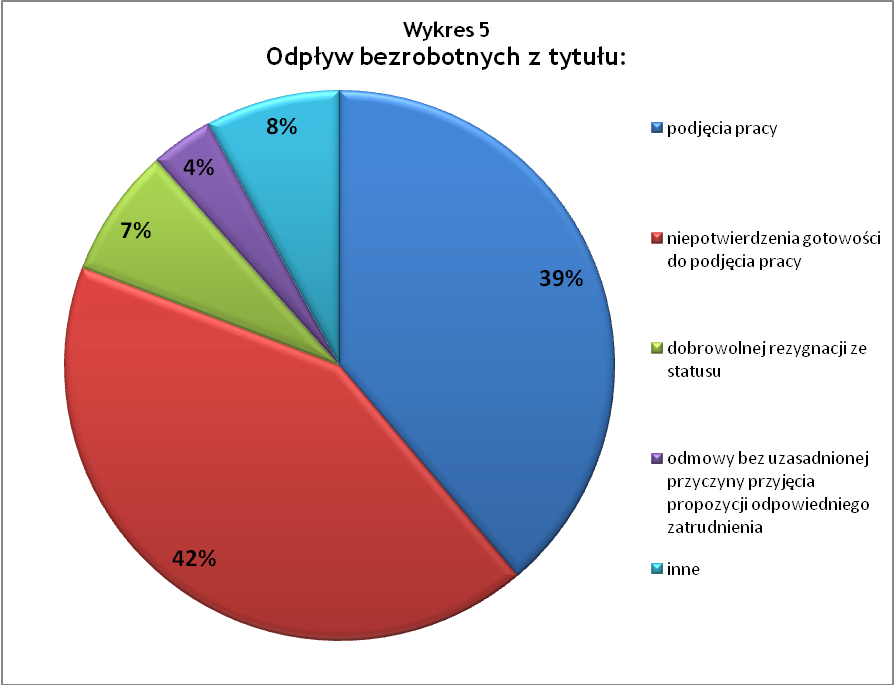 Wykres 5
Odpływ bezrobotnych z tytułu:
8%
4%
7%
39%
42%
podjęcia pracy
niepotwierdzenia gotowości
do podjęcia pracy
dobrowolnej rezygnacji ze
statusu
odmowy bez uzasadnionej
przyczyny przyjęcia
propozycji odpowiedniego
zatrudnienia
inne